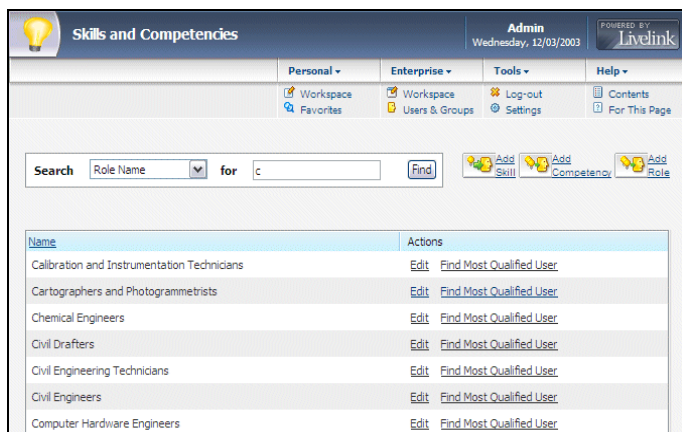 Skills and Competencies
Admin
Wednesday, 12/03/2003
POWERED BY
Livelink
Personal Enterprise Tools Help
Workspace Workspace Log-out Contents
Favorites Users & Groups Settings For This Page
Search Role Name for c Find Add Skill Add Competency Add Role
Name Actions
Calibration and Instrumentation Technicians Edit Find Most Qualified User
Cartographers and Photogrammetrists Edit Find Most Qualified User
Chemical Engineers Edit Find Most Qualified User
Civil Drafters Edit Find Most Qualified User
Civil Engineering Technicians Edit Find Most Qualified User
Civil Engineers Edit Find Most Qualified User
Computer Hardware Engineers Edit Find Most Qualified User